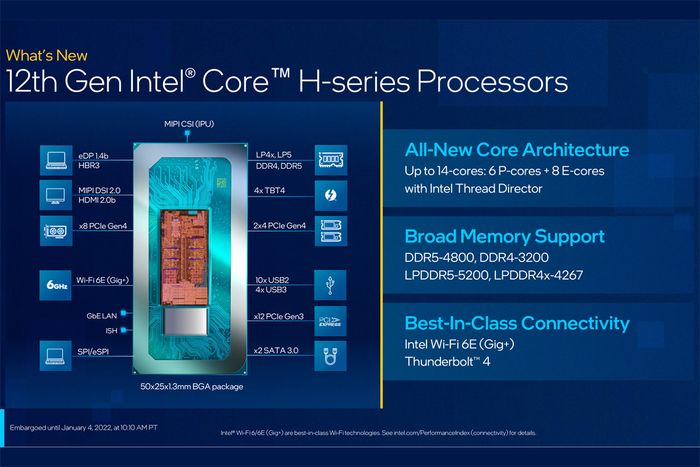 What's New
12th Gen Intel® Core™ H-series Processors
MIPI CSI (IPU)
eDP 1.4b
HBR3
MIPI DSI 2.0
HDMI 2.0b
x8 PCIe Gen4
6GHz
Wi-Fi 6E (Gig+)
GbE LAN
ISH
SPI/eSPI
LP4x, LP5
DDR4, DDR5
4x TBT4
2x4 PCIe Gen4
10x USB2
4x USB3
x12 PCIe Gen3
PCI
EXPRESS
x2 SATA 3.0
50x25x1.3mm BGA package
All-New Core Architecture
Up to 14-cores: 6 P-cores + 8 E-cores
with Intel Thread Director
Broad Memory Support
DDR5-4800, DDR4-3200
LPDDR5-5200, LPDDR4x-4267
Best-In-Class Connectivity
Intel Wi-Fi 6E (Gig+)
Thunderbolt™ 4
Embargoed until January 4, 2022, at 10:10 AM PT
Intel® Wi-Fi 6/6E (Gig+) are best-in-class Wi-Fi technologies. See intel.com/PerformanceIndex (connectivity) for details.